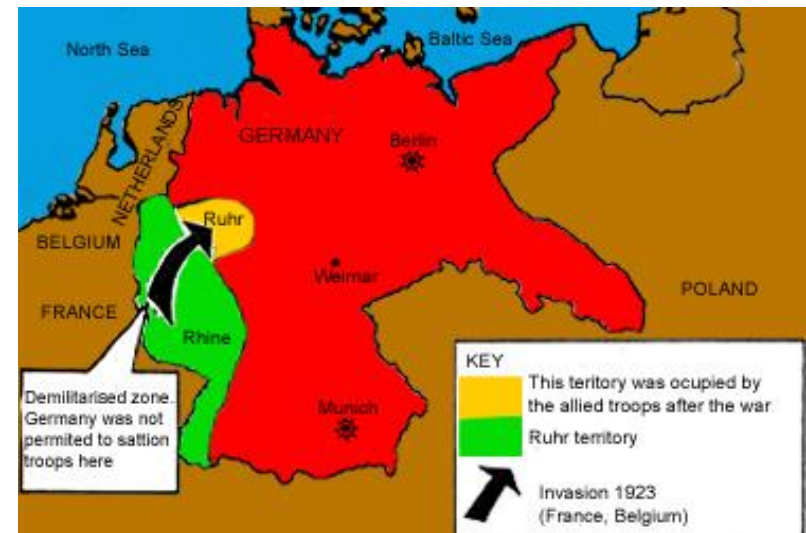 North Sea
Baltic Sea
NETHERLANDS
GERMANY
Berlin
Ruhr
BELGIUM
Weimar
POLAND
FRANCE
Rhine
Demilitarised zone.
Germany was not
permited to sattion
troops here
Munich
KEY
This teritory was ocupied by
the allied troops after the war
Ruhr territory
Invasion 1923
(France, Belgium)